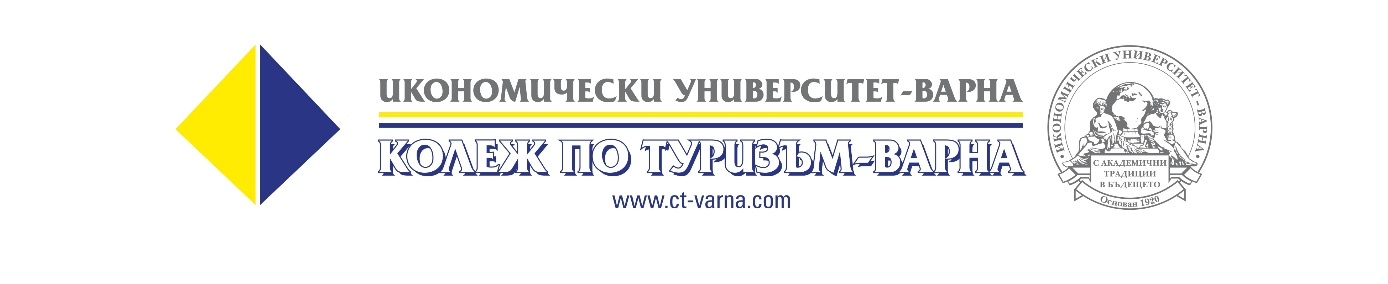 ИКОНОМИЧЕСКИ УНИВЕРСИТЕТ-ВАРНА
КОЛЕЖ ПО ТУРИЗЪМ-ВАРНА
www.ct-varna.com
• ИКОНОМИЧЕСКИ УНИВЕРСИТЕТ - ВАРНА •
С АКАДЕМИЧНИ
ТРАДИЦИИ
В БЪДЕЩЕТО
Основан 1920